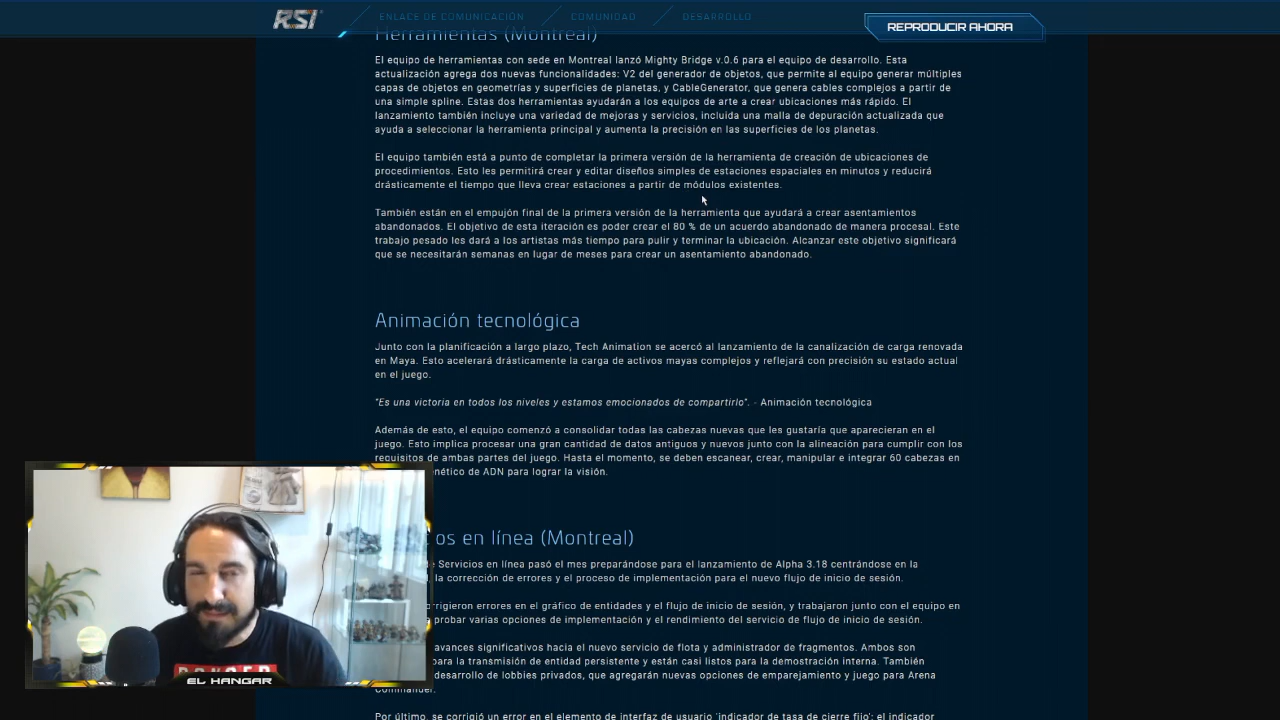 RSI
ENLACE DE COMUNICACIÓN
COMUNIDAD
DESARROLLO
REPRODUCIR AHORA
Herramientas (Montreal)
El equipo de herramientas con sede en Montreal lanzó Mighty Bridge v.0.6 para el equipo de desarrollo. Esta
actualización agrega dos nuevas funcionalidades: V2 del generador de objetos, que permite al equipo generar múltiples
capas de objetos en geometrías y superficies de planetas, y CableGenerator, que genera cables complejos a partir de
una simple spline. Estas dos herramientas ayudarán a los equipos de arte a crear ubicaciones más rápido. El
lanzamiento también incluye una variedad de mejoras y servicios, incluida una malla de depuración actualizada que
ayuda a seleccionar la herramienta principal y aumenta la precisión en las superficies de los planetas.
El equipo también está a punto de completar la primera versión de la herramienta de creación de ubicaciones de
procedimientos. Esto les permitirá crear y editar diseños simples de estaciones espaciales en minutos y reducirá
drásticamente el tiempo que lleva crear estaciones a partir de módulos existentes.
También están en el empujón final de la primera versión de la herramienta que ayudará a crear asentamientos
abandonados. El objetivo de esta iteración es poder crear el 80 % de un acuerdo abandonado de manera procesal. Este
trabajo pesado les dará a los artistas más tiempo para pulir y terminar la ubicación. Alcanzar este objetivo significará
que se necesitarán semanas en lugar de meses para crear un asentamiento abandonado.
Animación tecnológica
Junto con la planificación a largo plazo, Tech Animation se acercó al lanzamiento de la canalización de carga renovada
en Maya. Esto acelerará drásticamente la carga de activos mayas complejos y reflejará con precisión su estado actual
en el juego.
"Es una victoria en todos los niveles y estamos emocionados de compartirlo". - Animación tecnológica
Además de esto, el equipo comenzó a consolidar todas las cabezas nuevas que les gustaría que aparecieran en el
juego. Esto implica procesar una gran cantidad de datos antiguos y nuevos junto con la alineación para cumplir con los
requisitos de ambas partes del juego. Hasta el momento, se deben escanear, crear, manipular e integrar 60 cabezas en
enético de ADN para lograr la visión.
os en línea (Montreal)
Servicios en línea pasó el mes preparándose para el lanzamiento de Alpha 3.18 centrándose en la
la corrección de errores y el proceso de implementación para el nuevo flujo de inicio de sesión.
rrigieron errores en el gráfico de entidades y el flujo de inicio de sesión, y trabajaron junto con el equipo en
probar varias opciones de implementación y el rendimiento del servicio de flujo de inicio de sesión.
avances significativos hacia el nuevo servicio de flota y administrador de fragmentos. Ambos son
para la transmisión de entidad persistente y están casi listos para la demostración interna. También
desarrollo de lobbies privados, que agregarán nuevas opciones de emparejamiento y juego para Arena
Commander.
Por último, se corrigió un error en el elemento de interfaz de usuario 'indicador de tasa de cierre fijo'; el indicador
EL HANGAR